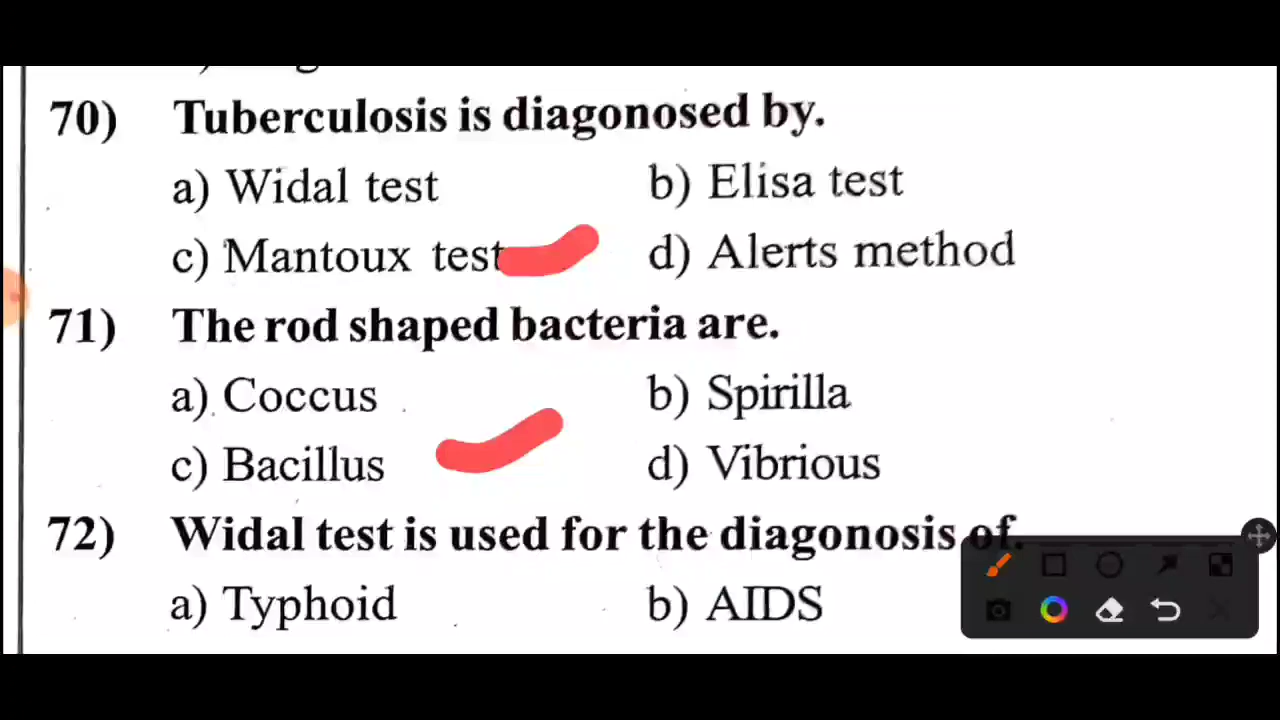 70) Tuberculosis is diagonosed by.
a) Widal test b) Elisa test
c) Mantoux test d) Alerts method
71) The rod shaped bacteria are.
a) Coccus b) Spirilla
c) Bacillus d) Vibrious
72) Widal test is used for the diagonosis of.
a) Typhoid b) AIDS